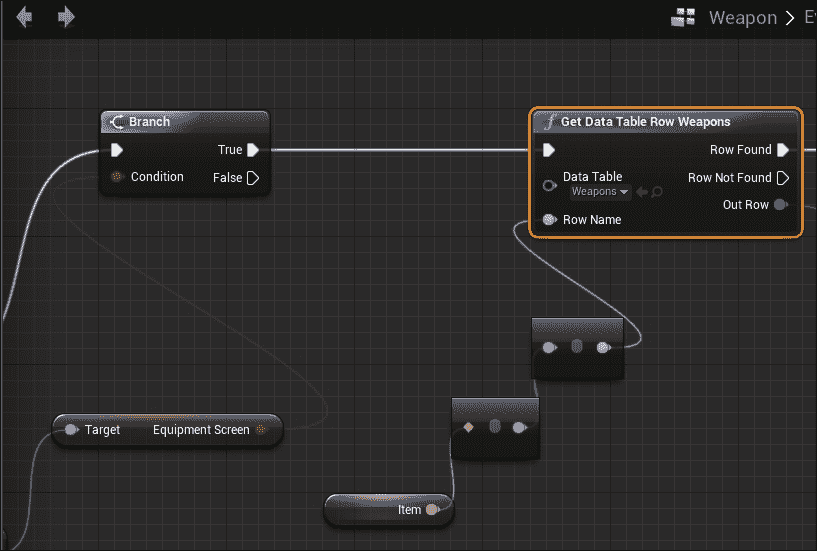 Weapon
Branch
True
Condition
False
Get Data Table Row Weapons
Row Found
Data Table
Weapons
Row Not Found
Out Row
Row Name
Target
Equipment Screen
Item